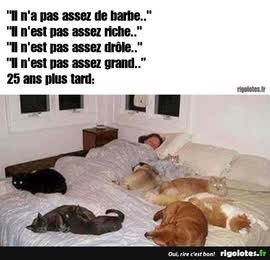 "Il n'a pas assez de barbe.."
"Il n'est pas assez riche.."
"Il n'est pas assez drôle.."
"Il n'est pas assez grand.."
25 ans plus tard:
rigolotes.fr
Oui, rire c'est bon! rigolotes.fr